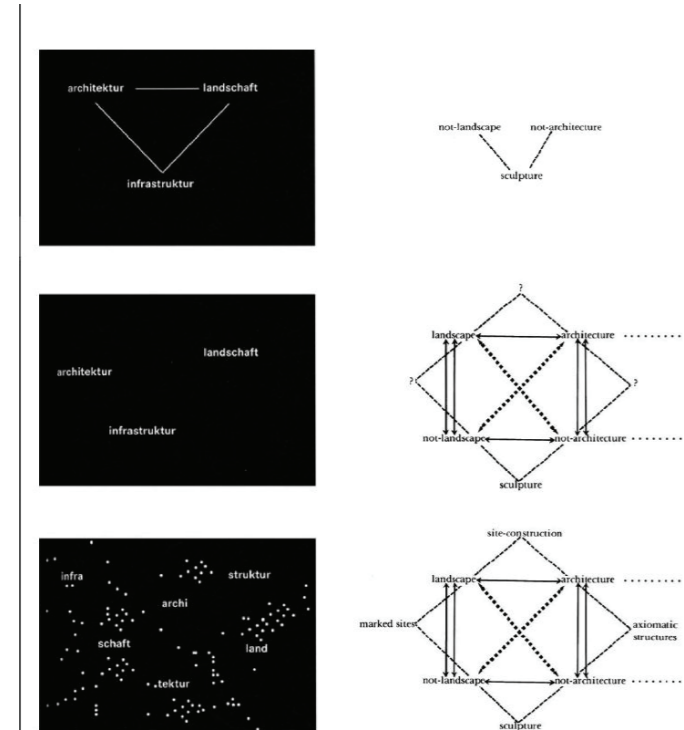 architektur landschaft
infrastruktur
not-landscape not-architecture
sculpture
landschaft
architektur
infrastruktur
?
landscape architecture
? ?
not-landscape not-architecture
sculpture
infra struktur
archi
schaft land
tektur
site-construction
landscape architecture
marked sites axiomatic
structures
not-landscape not-architecture
sculpture